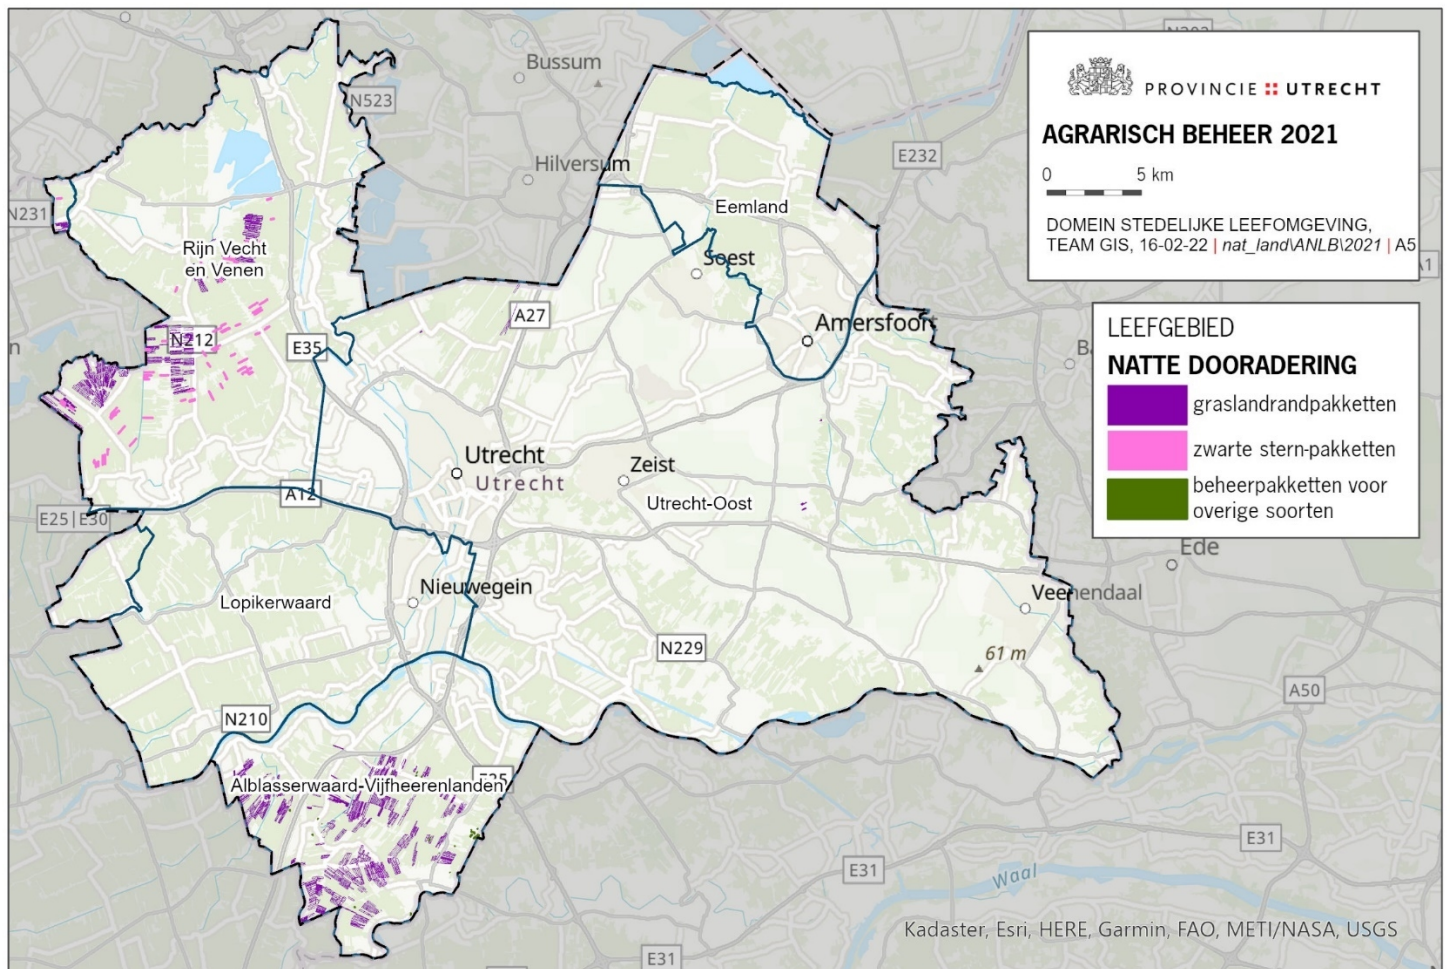 N202
Bussum
N523
PROVINCIE UTRECHT
AGRARISCH BEHEER 2021
0 5 km
DOMEIN STEDELIJKE LEEFOMGEVING,
TEAM GIS, 16-02-22 | nat_land\ANLB\2021 | A5
E232
Hilversum
N231
Eemland
Rijn Vecht
en Venen
Soest
A1
A27
Amersfoort
LEEFGEBIED
NATTE DOORADERING
graslandrandpakketten
zwarte stern-pakketten
beheerpakketten voor
overige soorten
N212
E35
n
Ba
Utrecht
Utrecht
Zeist
Utrecht-Oost
A12
E25|E30
Ede
Nieuwegein
Lopikerwaard
Veenendaal
N229
61 m
A50
N210
Alblasserwaard-Vijfheerenlanden
E25
E31
E31
Waal
Kadaster, Esri, HERE, Garmin, FAO, METI/NASA, USGS
E31